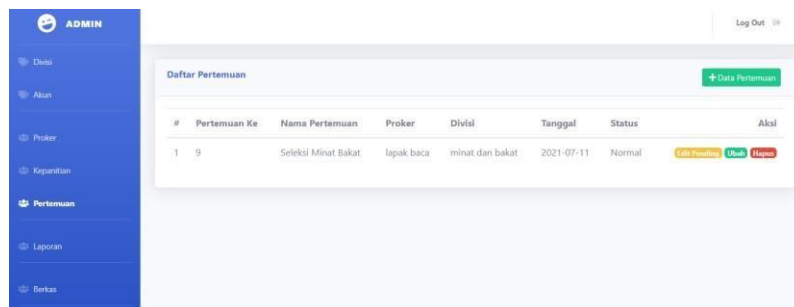 ADMIN
Log Out
Divisi
Akun
Proker
Kepanitian
Pertemuan
Laporan
Berkas
Daftar Pertemuan
+Data Pertemuan
# Pertemuan Ke Nama Pertemuan Proker Divisi Tanggal Status Aksi
1 9 Seleksi Minat Bakat lapak baca minat dan bakat 2021-07-11 Normal Edit Pending Ubah Hapus